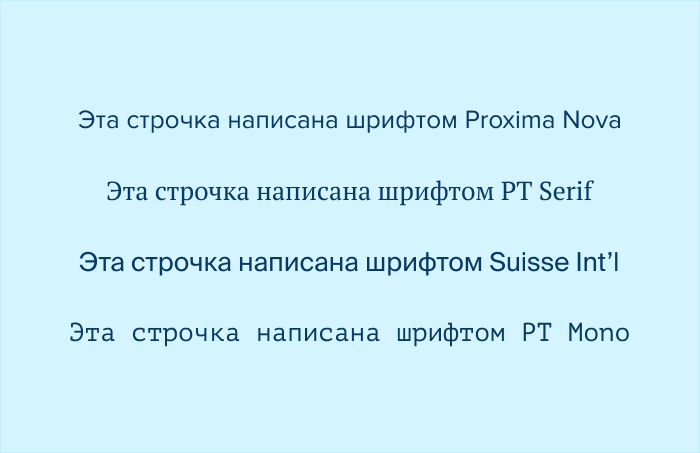 Эта строчка написана шрифтом Proxima Nova
Эта строчка написана шрифтом PT Serif
Эта строчка написана шрифтом Suisse Int’l
Эта строчка написана шрифтом PT Mono